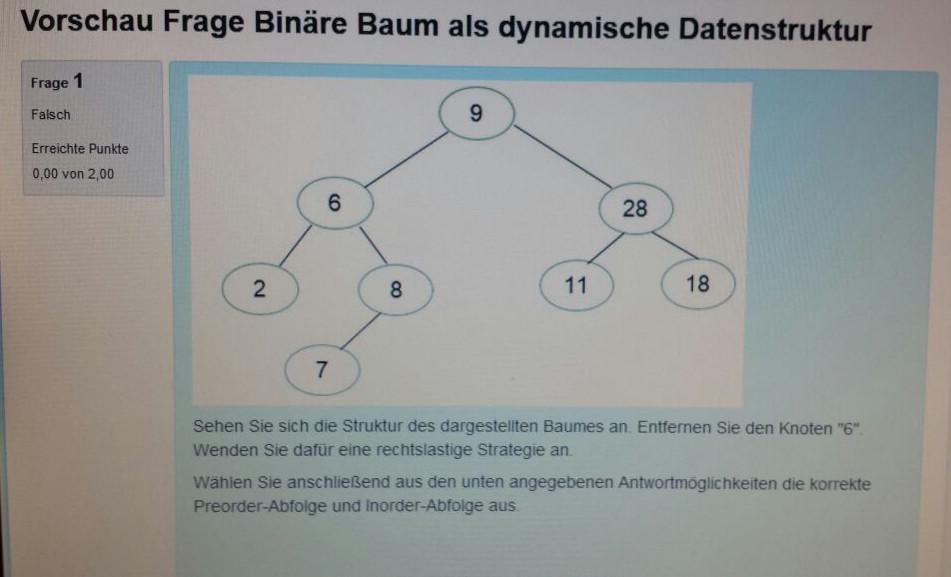 Vorschau Frage Binäre Baum als dynamische Datenstruktur
Frage 1
Falsch
Erreichte Punkte
0,00 von 2,00
9
6
28
2
8
11
18
7
Sehen Sie sich die Struktur des dargestellten Baumes an. Entfernen Sie den Knoten "6".
Wenden Sie dafür eine rechtslastige Strategie an.
Wählen Sie anschließend aus den unten angegebenen Antwortmöglichkeiten die korrekte
Preorder-Abfolge und Inorder-Abfolge aus.